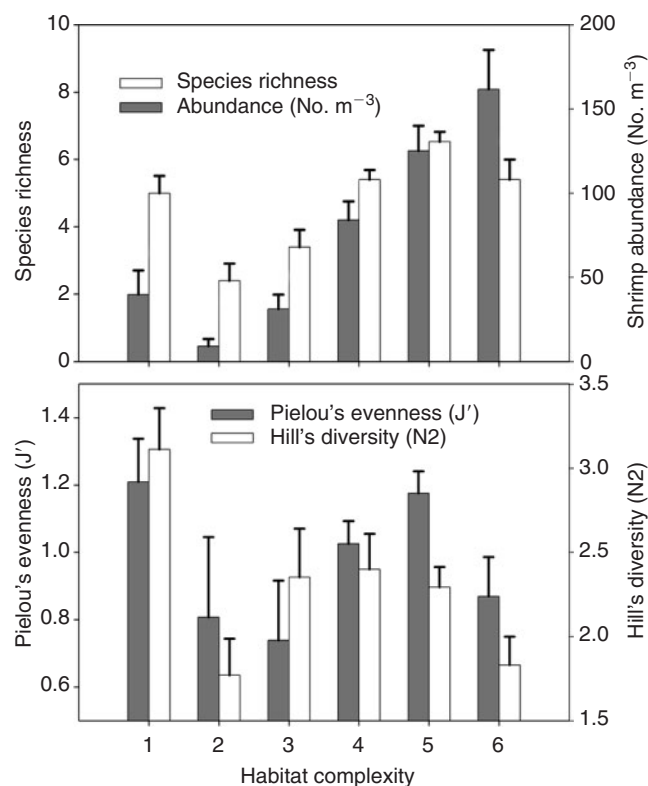 10
8
6
4
2
0
Species richness
Species richness
Abundance (No. m−3)
200
150
100
50
0
Shrimp abundance (No. m−3)
1.4
1.2
1.0
0.8
0.6
Pielou's evenness (J′)
Pielou's evenness (J′)
Hill's diversity (N2)
3.5
3.0
2.5
2.0
1.5
Hill's diversity (N2)
1 2 3 4 5 6
Habitat complexity